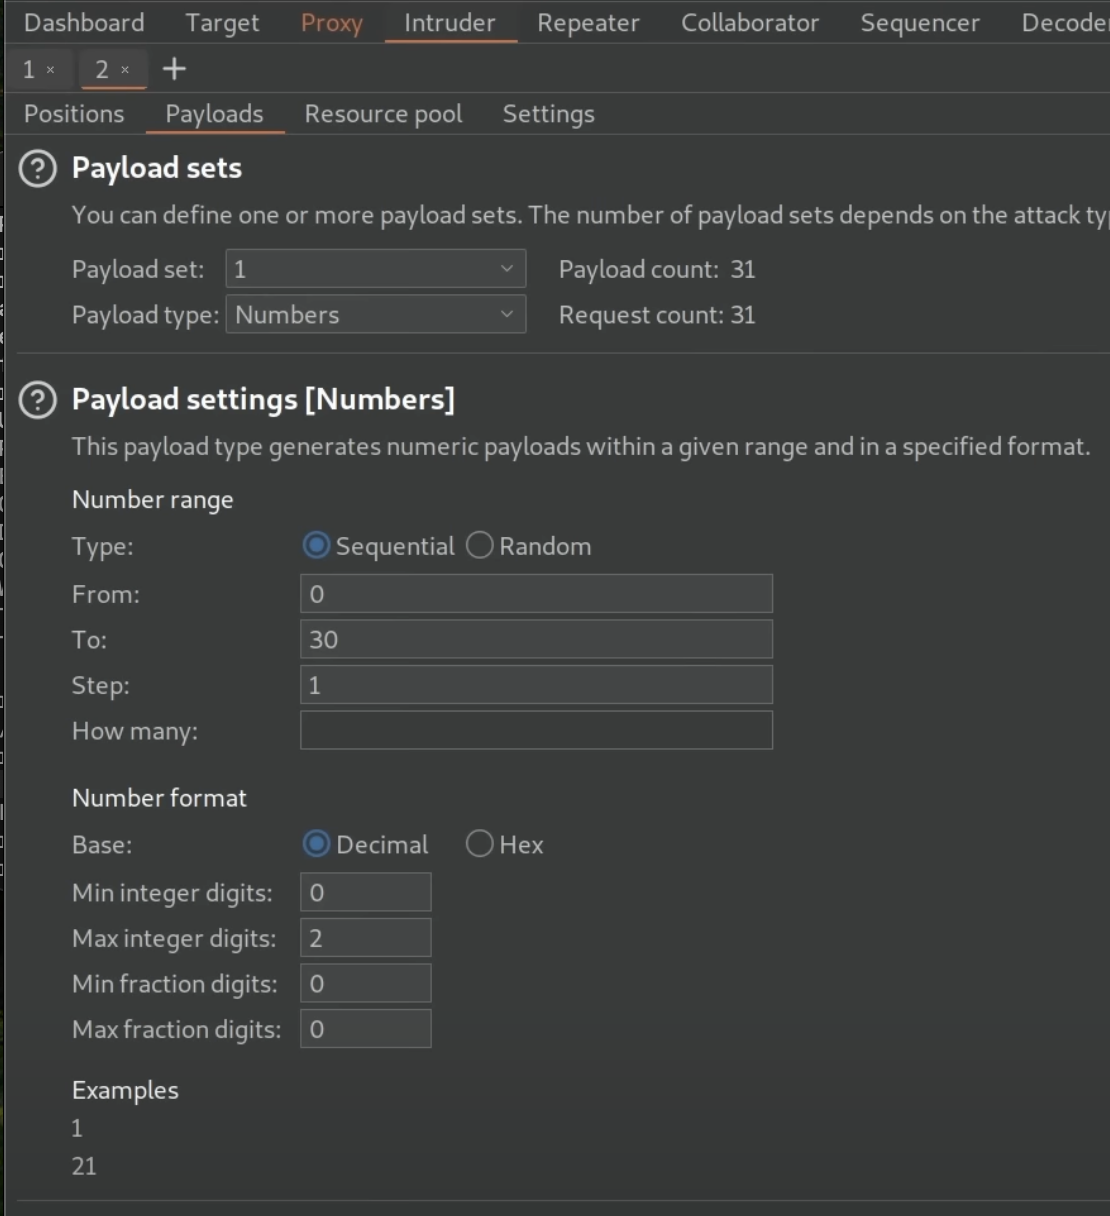 Dashboard Target Proxy Intruder Repeater Collaborator Sequencer Decoder
1 × 2 × +
Positions Payloads Resource pool Settings
? Payload sets
You can define one or more payload sets. The number of payload sets depends on the attack ty
Payload set: 1 Payload count: 31
Payload type: Numbers Request count: 31
? Payload settings [Numbers]
This payload type generates numeric payloads within a given range and in a specified format.
Number range
Type: Sequential Random
From: 0
To: 30
Step: 1
How many:
Number format
Base: Decimal Hex
Min integer digits: 0
Max integer digits: 2
Min fraction digits: 0
Max fraction digits: 0
Examples
1
21